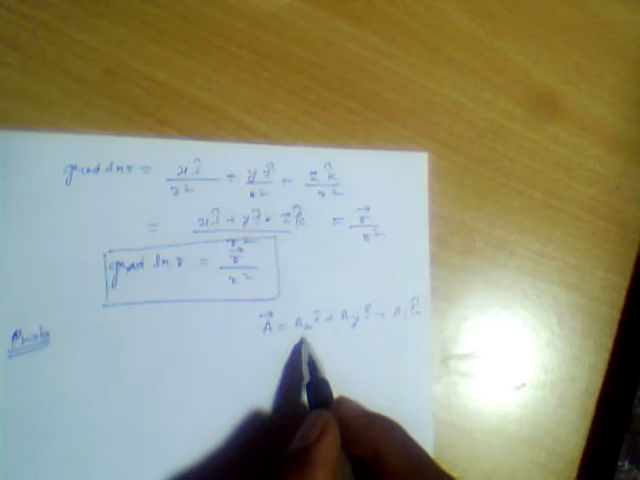 grad ln r = xî/r² + yĵ/r² + zk̂/r²
= xî + yĵ + zk̂/r² = r⃗/r²
grad ln r = r⃗/r²
A⃗ = Aₓî + Aᵧĵ + A
Prob